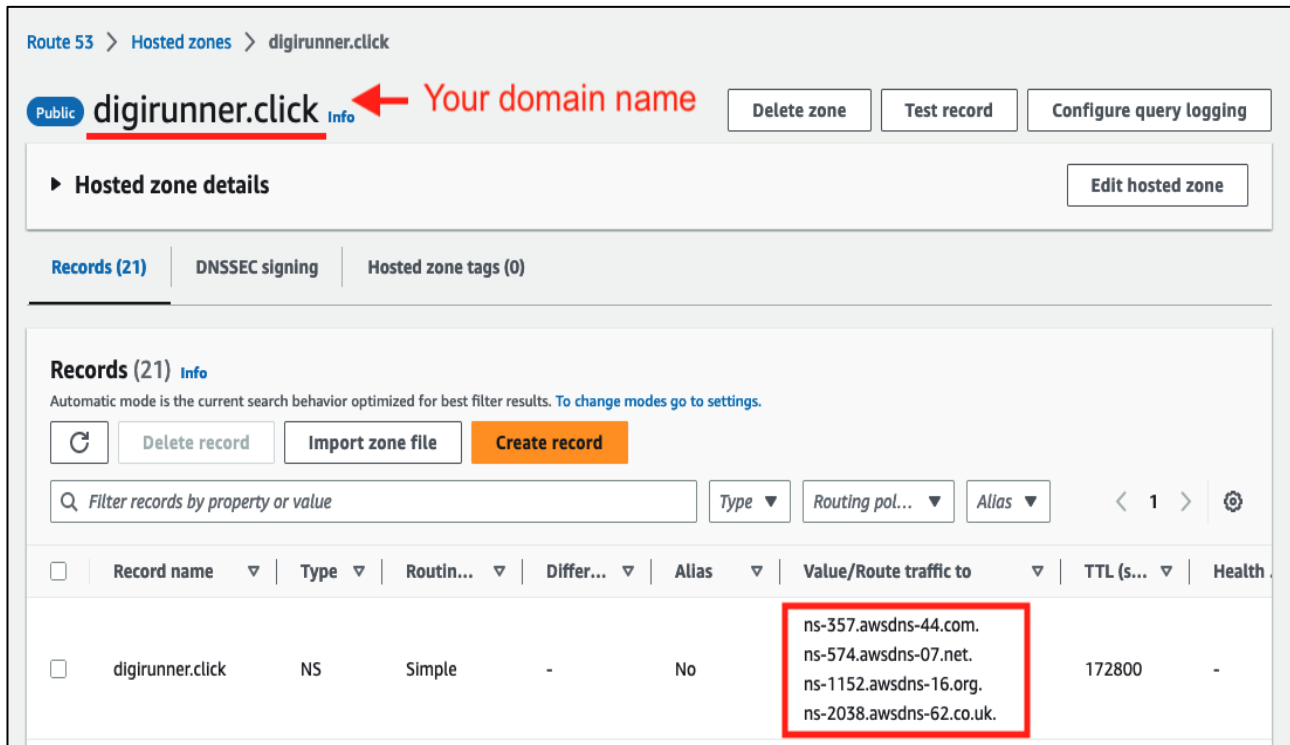 Route 53 > Hosted zones > digirunner.click
Public digirunner.click Info Your domain name Delete zone Test record Configure query logging
Hosted zone details Edit hosted zone
Records (21) DNSSEC signing Hosted zone tags (0)
Records (21) Info
Automatic mode is the current search behavior optimized for best filter results. To change modes go to settings.
Delete record Import zone file Create record
Filter records by property or value Type Routing pol... Alias 1
Record name Type Routin... Differ... Alias Value/Route traffic to TTL (s... Health
ns-357.awsdns-44.com.
ns-574.awsdns-07.net.
digirunner.click NS Simple - No 172800 -
ns-1152.awsdns-16.org.
ns-2038.awsdns-62.co.uk.